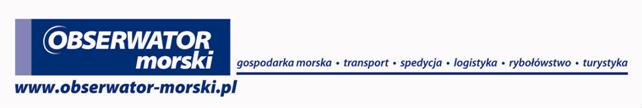 OBSERWATOR
morski
gospodarka morska • transport • spedycja • logistyka • rybołówstwo • turystyka
www.obserwator-morski.pl